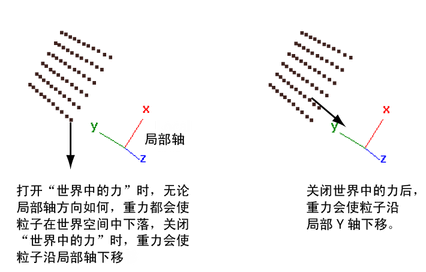 x
y
局部轴
z
打开“世界中的力”时，无论
局部轴方向如何，重力都会使
粒子在世界空间中下落，关闭
“世界中的力”时，重力会使
粒子沿局部轴下移
x
y
z
关闭世界中的力后，
重力会使粒子沿
局部 Y 轴下移。